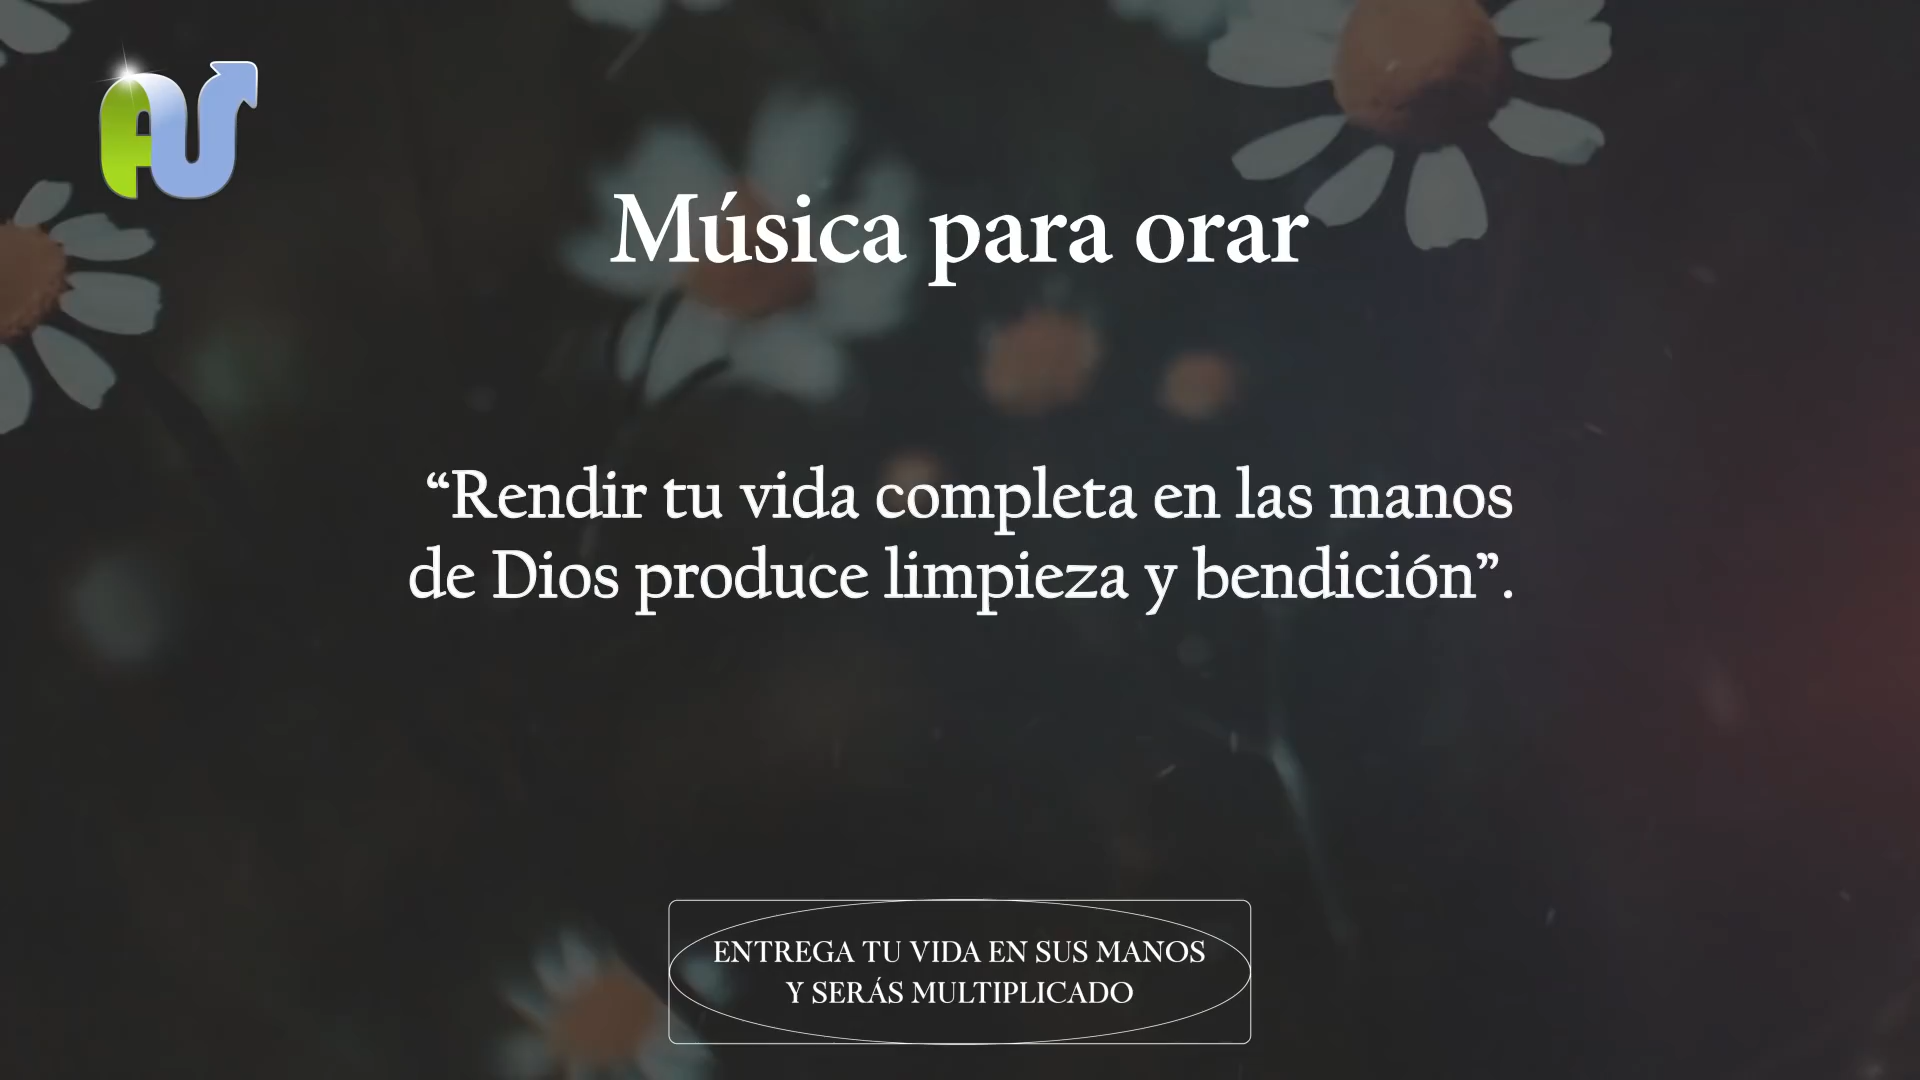 AU
Música para orar
“Rendir tu vida completa en las manos
de Dios produce limpieza y bendición”.
ENTREGA TU VIDA EN SUS MANOS
Y SERÁS MULTIPLICADO